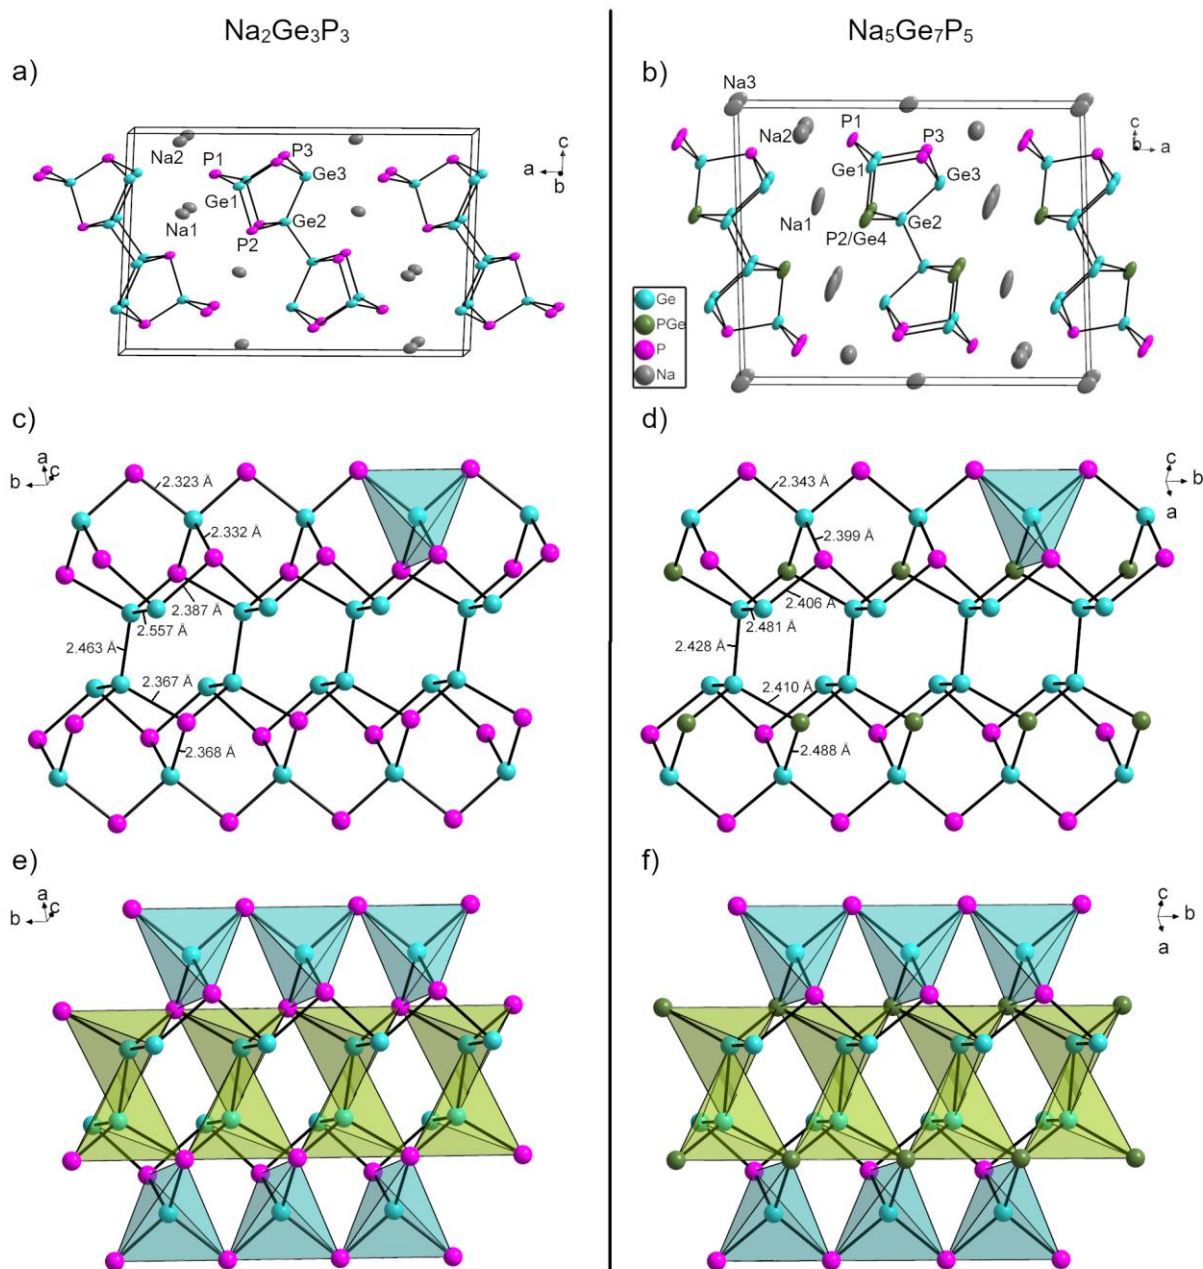 Na₂Ge₃P₃
Na₅Ge₇P₅
a)
b)
Na2
P1
P3
Ge3
Ge1
Na1
Ge2
P2
c
a
b
Na3
P1
Na2
P3
Ge1
Ge3
Na1
Ge2
P2/Ge4
c
b
a
Ge
PGe
P
Na
c)
d)
a
c
b
2.323 Å
2.332 Å
2.387 Å
2.557 Å
2.463 Å
2.367 Å
2.368 Å
c
b
a
2.343 Å
2.399 Å
2.406 Å
2.481 Å
2.428 Å
2.410 Å
2.488 Å
e)
f)
a
c
b
c
b
a